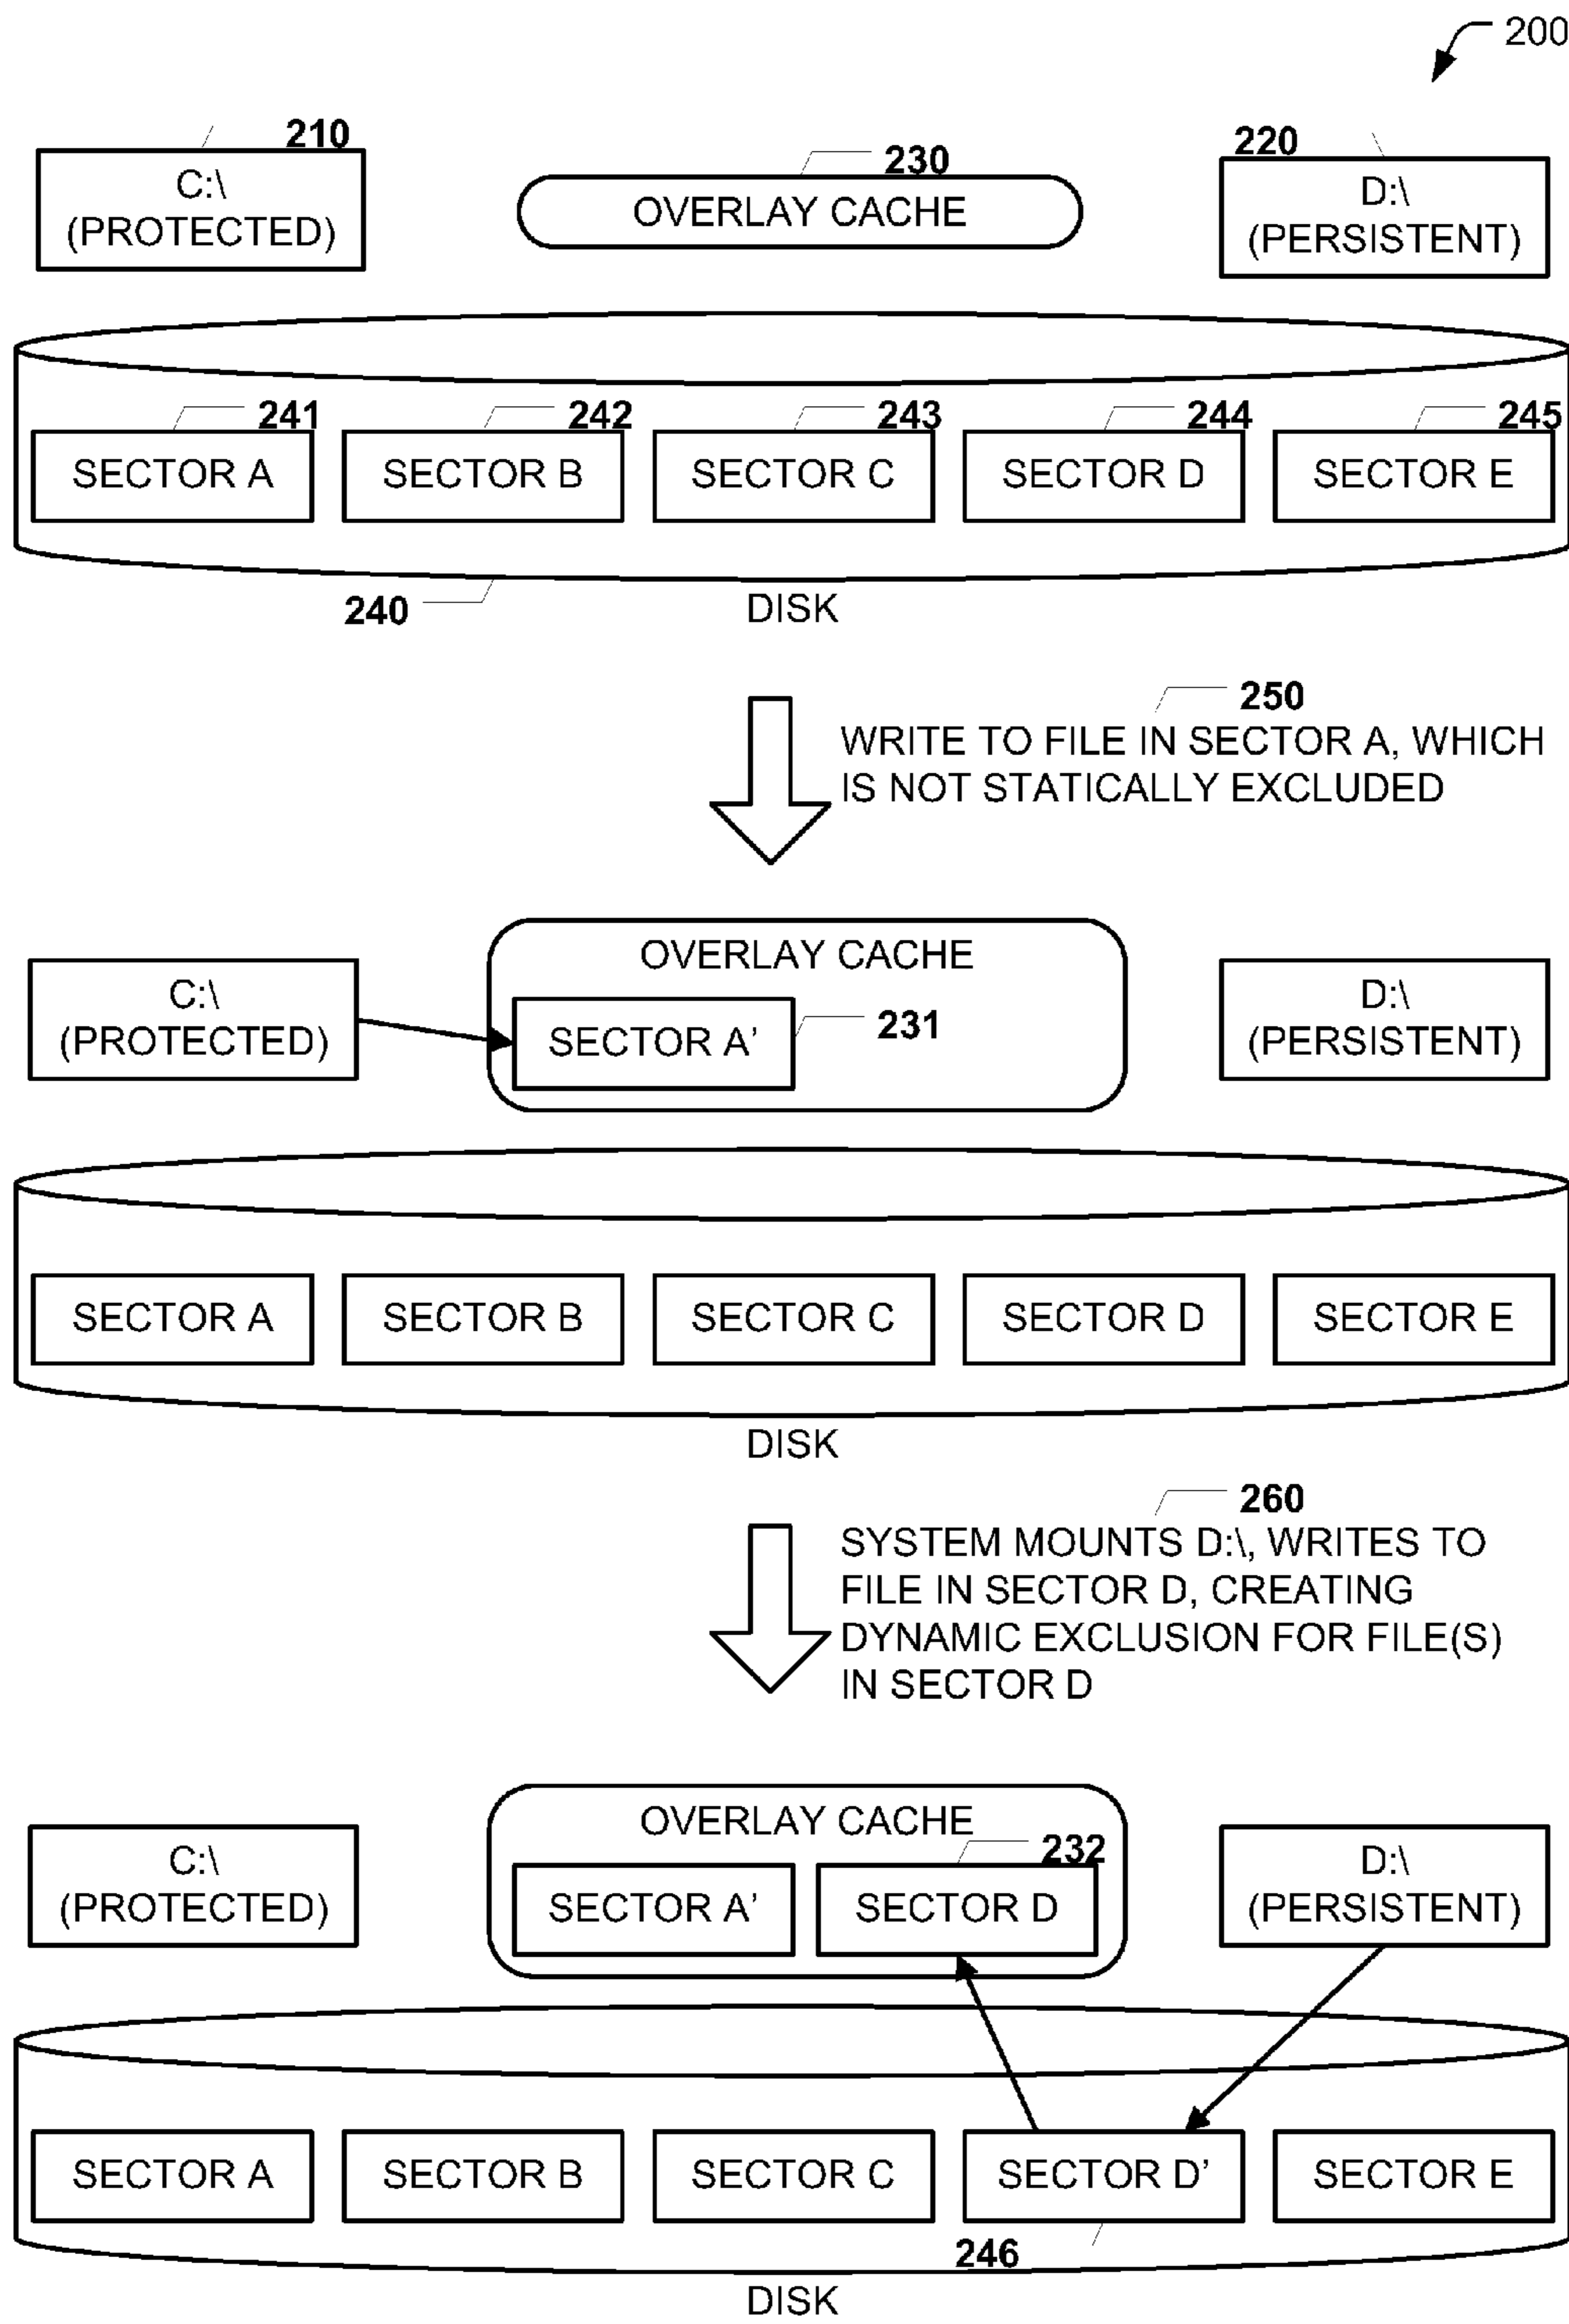 200
210
C:\
(PROTECTED)
230
OVERLAY CACHE
220
D:\
(PERSISTENT)
241
SECTOR A
242
SECTOR B
243
SECTOR C
244
SECTOR D
245
SECTOR E
240
DISK
250
WRITE TO FILE IN SECTOR A, WHICH
IS NOT STATICALLY EXCLUDED
C:\
(PROTECTED)
OVERLAY CACHE
SECTOR A’
231
D:\
(PERSISTENT)
SECTOR A
SECTOR B
SECTOR C
SECTOR D
SECTOR E
DISK
260
SYSTEM MOUNTS D:\, WRITES TO
FILE IN SECTOR D, CREATING
DYNAMIC EXCLUSION FOR FILE(S)
IN SECTOR D
C:\
(PROTECTED)
OVERLAY CACHE
232
SECTOR A’
SECTOR D
D:\
(PERSISTENT)
SECTOR A
SECTOR B
SECTOR C
SECTOR D’
SECTOR E
246
DISK